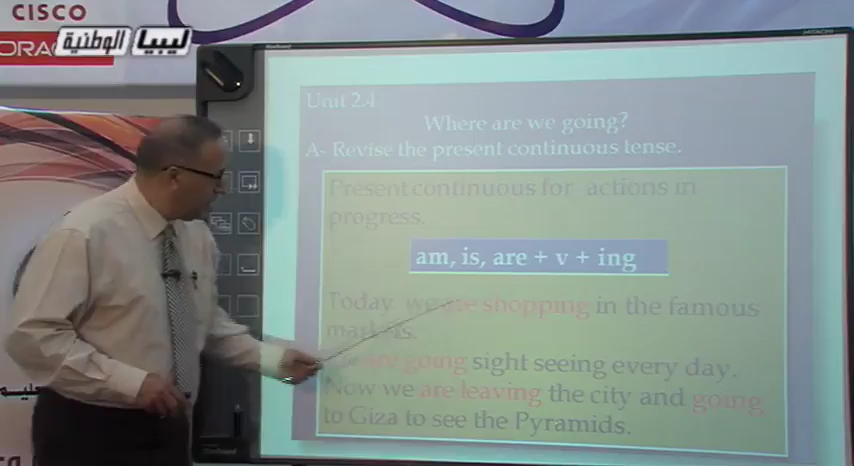 CISCO
ORACLE
ليبيا الوطنية
Unit 2.4
Where are we going?
A- Revise the present continuous tense.
Present continuous for actions in
progress.
am, is, are + v + ing
Today we are shopping in the famous
markets.
are going sight seeing every day.
Now we are leaving the city and going
to Giza to see the Pyramids.